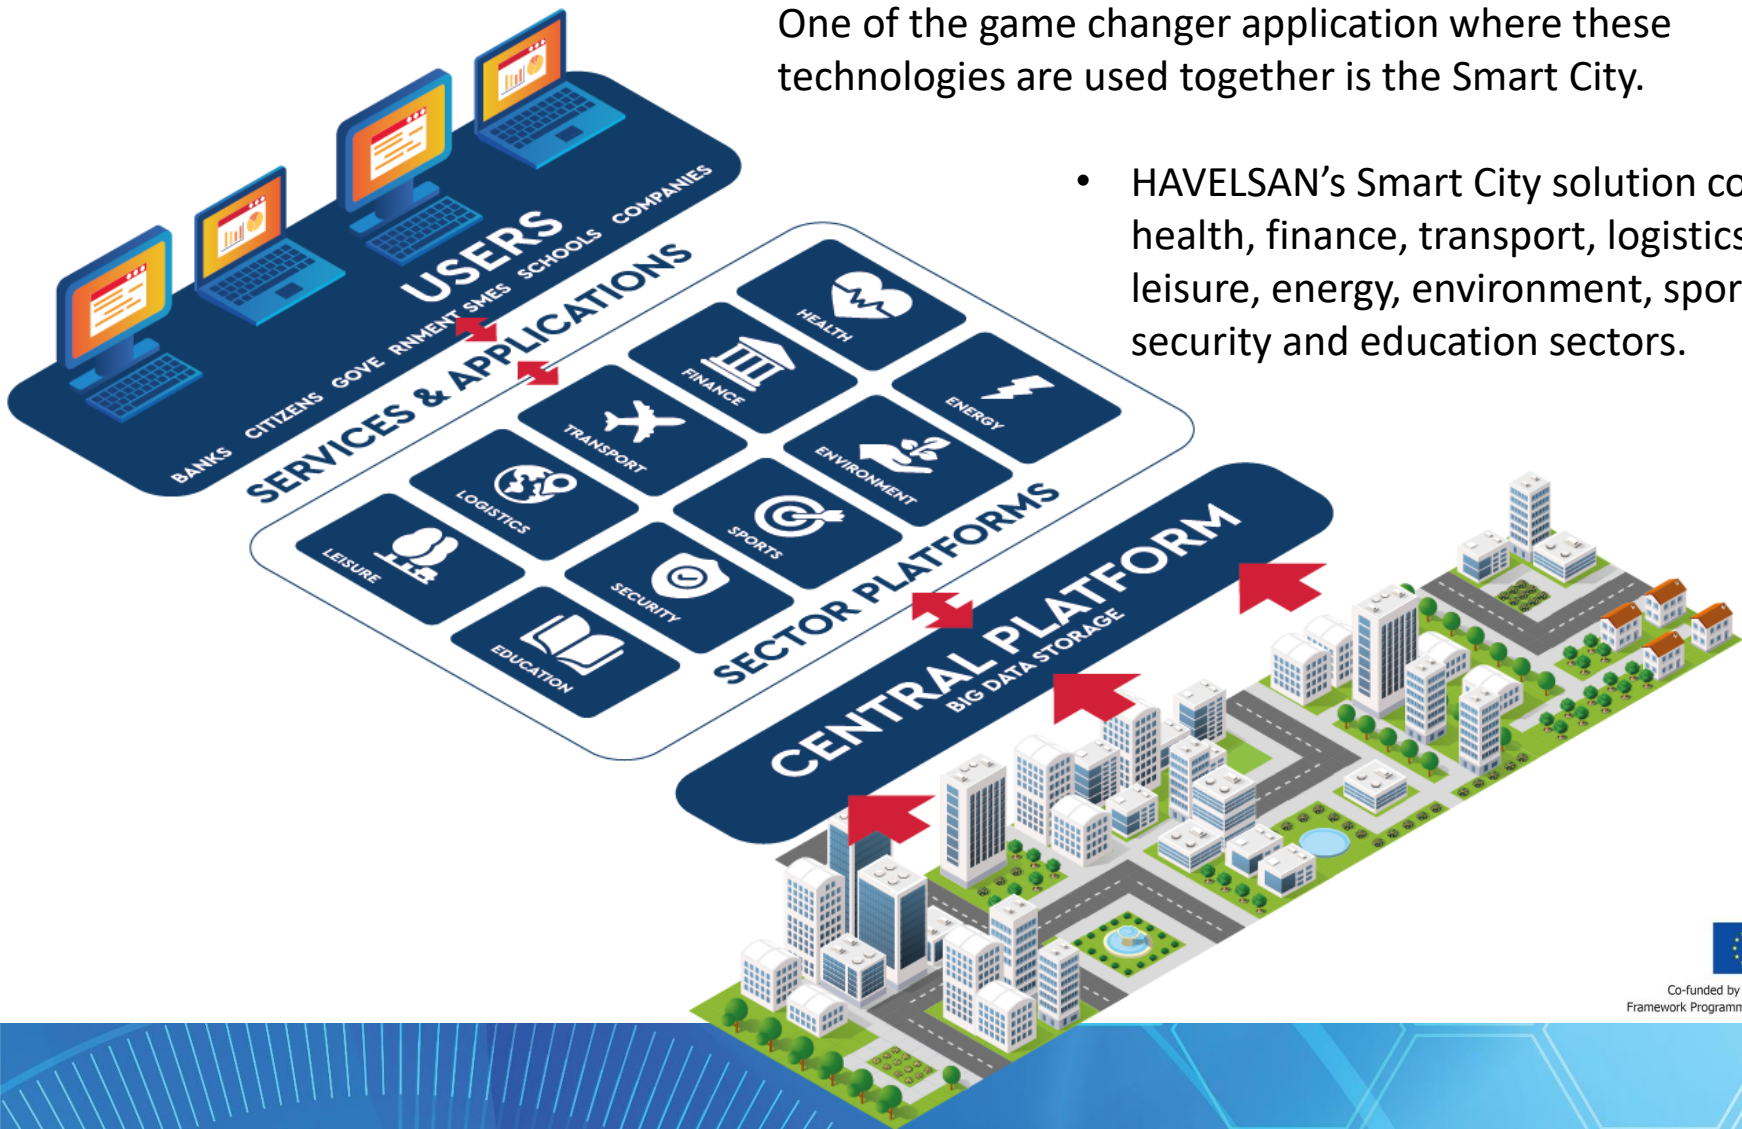 One of the game changer application where these
technologies are used together is the Smart City.
• HAVELSAN’s Smart City solution co
health, finance, transport, logistics
leisure, energy, environment, spor
security and education sectors.
USERS
BANKS CITIZENS GOVE RNMENT SMES SCHOOLS COMPANIES
SERVICES & APPLICATIONS
HEALTH
FINANCE
ENERGY
TRANSPORT
ENVIRONMENT
LOGISTICS
SPORTS
LEISURE
SECURITY
EDUCATION
SECTOR PLATFORMS
CENTRAL PLATFORM
BIG DATA STORAGE
Co-funded by
Framework Programm